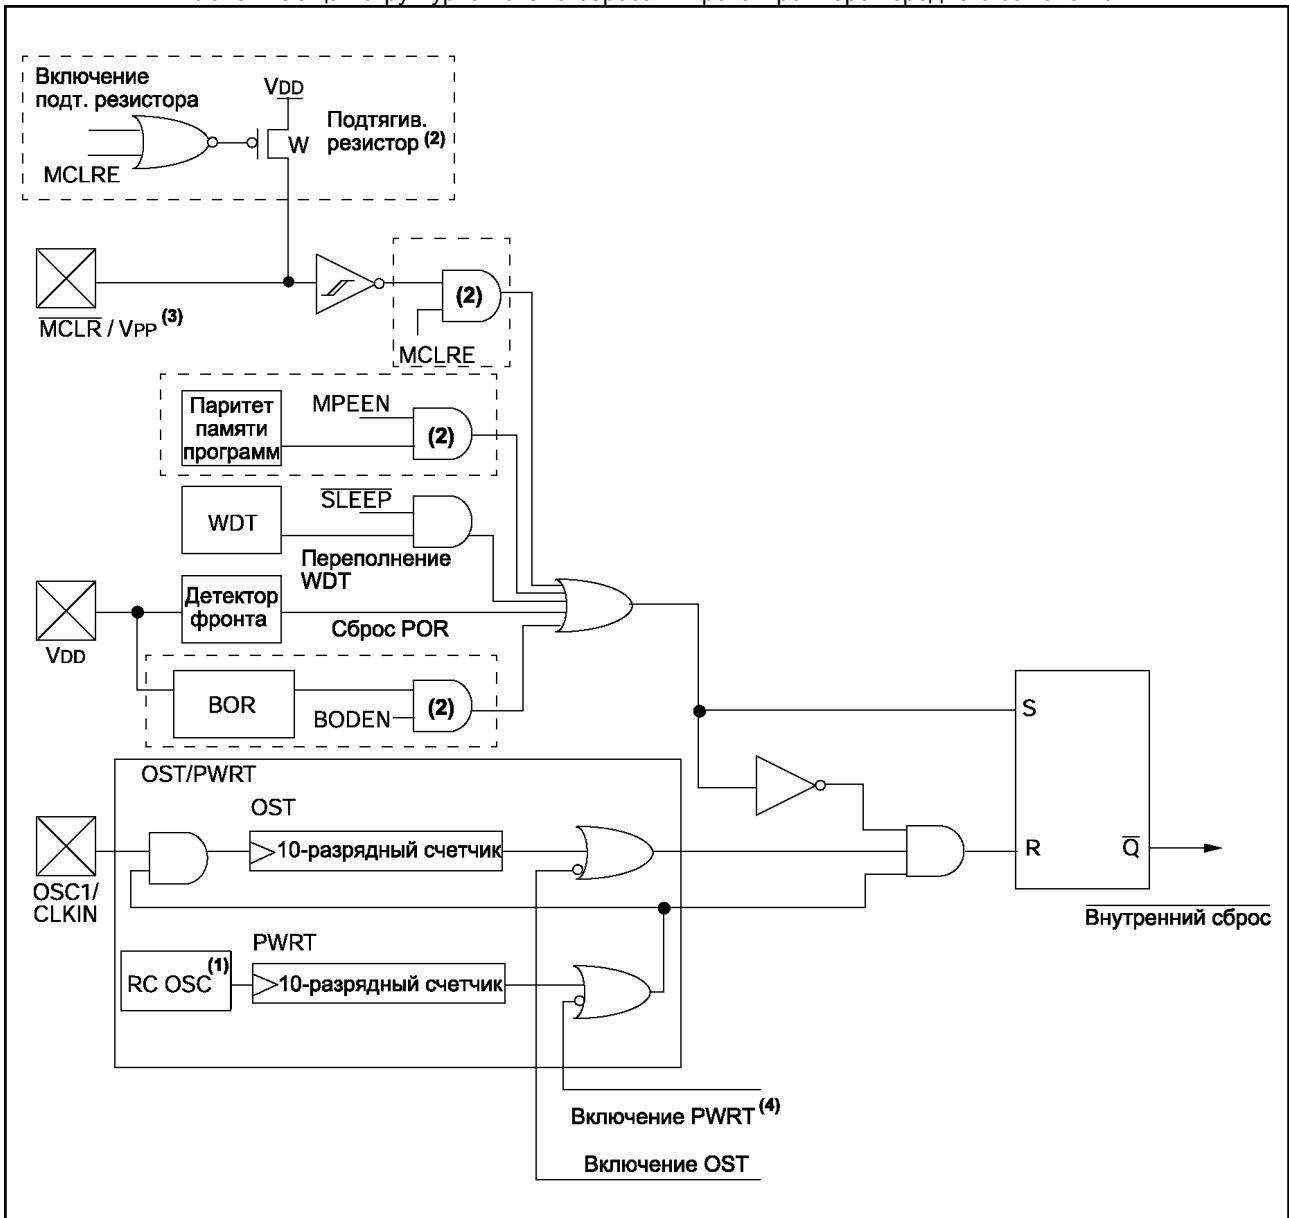 Включение
подт. резистора
VDD
Подтягив.
резистор (2)
W
MCLRE
MCLR / VPP (3)
(2)
MCLRE
Паритет
памяти
программ
MPEEN
(2)
WDT
SLEEP
Переполнение
WDT
Детектор
фронта
Сброс POR
VDD
BOR
BODEN
(2)
S
R
Q
Внутренний сброс
OST/PWRT
OST
10-разрядный счетчик
OSC1/
CLKIN
PWRT
RC OSC (1)
10-разрядный счетчик
Включение PWRT (4)
Включение OST